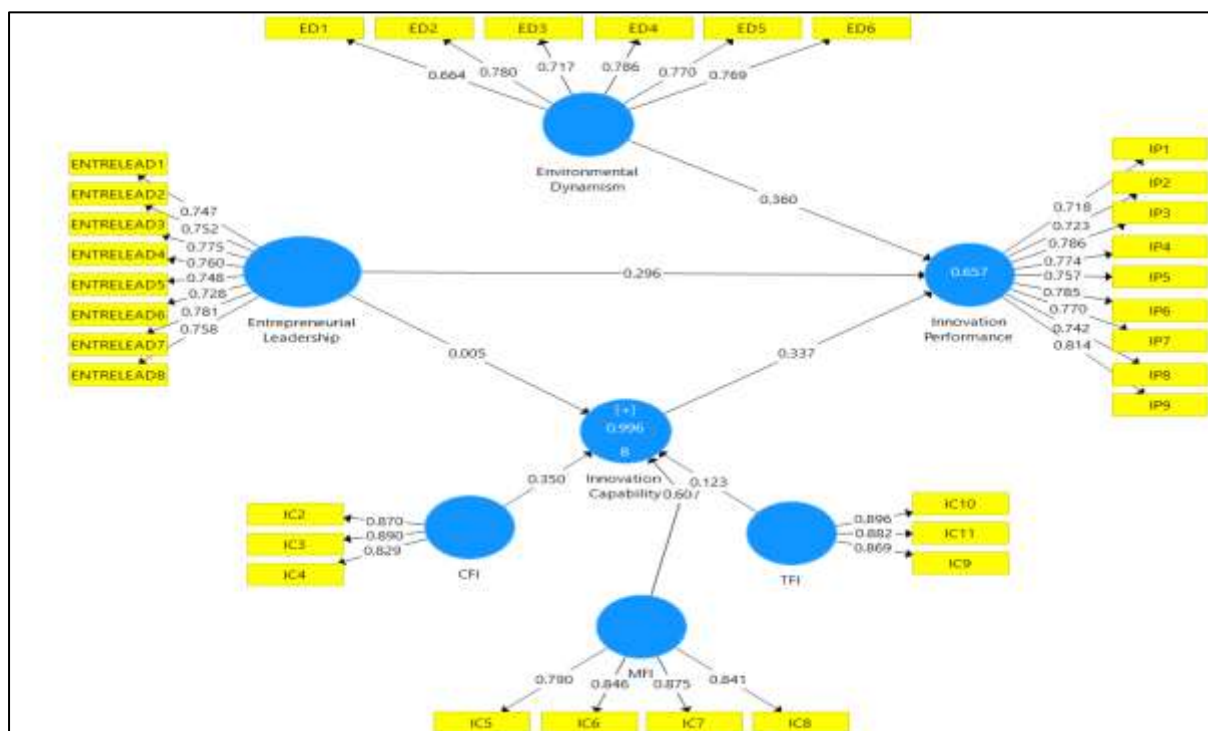 ED1 ED2 ED3 ED4 ED5 ED6
0.664 0.780 0.717 0.786 0.770 0.769
Environmental
Dynamism
ENTRELEAD1
ENTRELEAD2
ENTRELEAD3
ENTRELEAD4
ENTRELEAD5
ENTRELEAD6
ENTRELEAD7
ENTRELEAD8
0.747
0.752
0.775
0.760
0.748
0.728
0.781
0.758
Entrepreneurial
Leadership
0.360
0.296
0.005
0.337
0.657
Innovation
Performance
0.718
0.723
0.786
0.774
0.757
0.785
0.770
0.742
0.814
IP1
IP2
IP3
IP4
IP5
IP6
IP7
IP8
IP9
[+]
0.996
B
Innovation
Capability
0.350
0.123
0.607
IC2
IC3
IC4
0.870
0.890
0.829
CFI
TFI
0.896
0.882
0.869
IC10
IC11
IC9
MFI
0.790 0.846 0.875 0.841
IC5 IC6 IC7 IC8